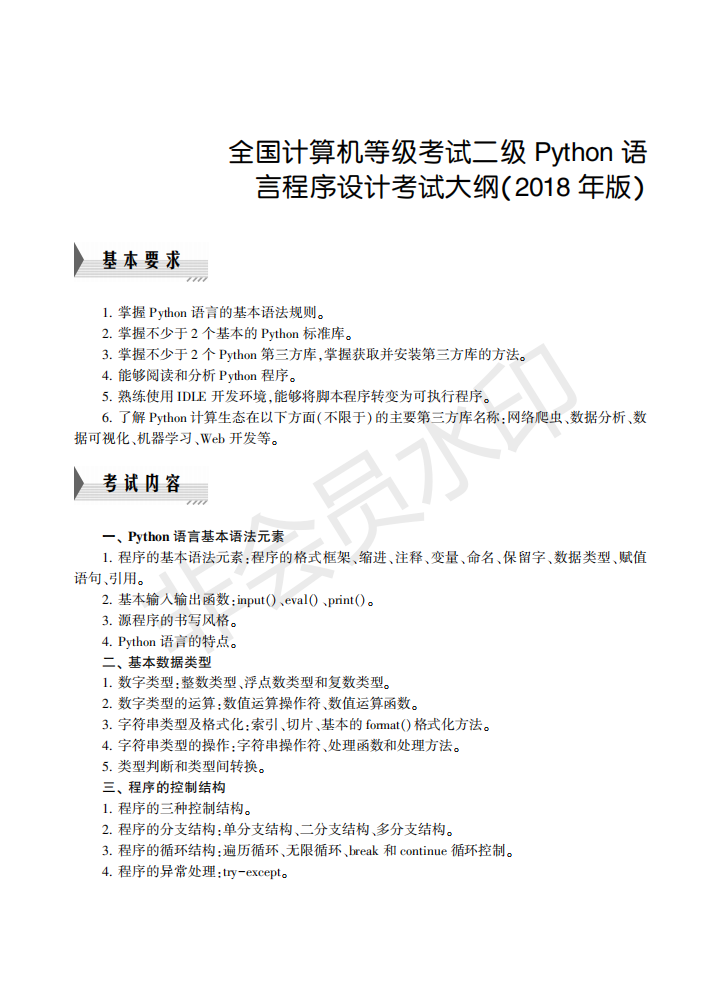 全国计算机等级考试二级 Python 语
言程序设计考试大纲(2018 年版)
基本要求
1. 掌握 Python 语言的基本语法规则。
2. 掌握不少于 2 个基本的 Python 标准库。
3. 掌握不少于 2 个 Python 第三方库,掌握获取并安装第三方库的方法。
4. 能够阅读和分析 Python 程序。
5. 熟练使用 IDLE 开发环境,能够将脚本程序转变为可执行程序。
6. 了解 Python 计算生态在以下方面(不限于)的主要第三方库名称:网络爬虫、数据分析、数
据可视化、机器学习、Web 开发等。
考试内容
一、Python 语言基本语法元素
1. 程序的基本语法元素:程序的格式框架、缩进、注释、变量、命名、保留字、数据类型、赋值
语句、引用。
2. 基本输入输出函数:input()、eval()、print()。
3. 源程序的书写风格。
4. Python 语言的特点。
二、基本数据类型
1. 数字类型:整数类型、浮点数类型和复数类型。
2. 数字类型的运算:数值运算操作符、数值运算函数。
3. 字符串类型及格式化:索引、切片、基本的 format()格式化方法。
4. 字符串类型的操作:字符串操作符、处理函数和处理方法。
5. 类型判断和类型间转换。
三、程序的控制结构
1. 程序的三种控制结构。
2. 程序的分支结构:单分支结构、二分支结构、多分支结构。
3. 程序的循环结构:遍历循环、无限循环、break 和 continue 循环控制。
4. 程序的异常处理:try-except。
非会员水印